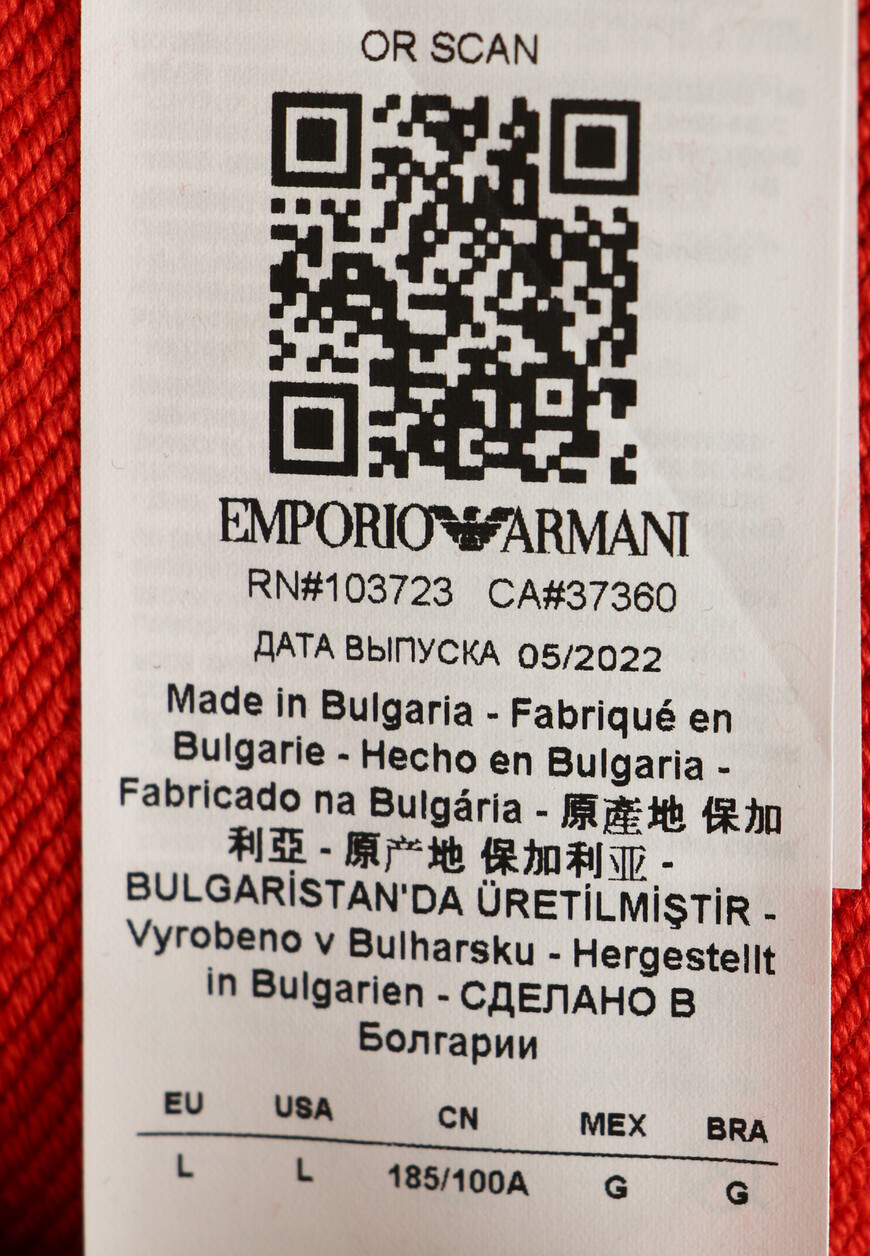 OR SCAN
EMPORIO ARMANI
RN#103723 CA#37360
ДАТА ВЫПУСКА 05/2022
Made in Bulgaria - Fabriqué en
Bulgarie - Hecho en Bulgaria -
Fabricado na Bulgária - 原產地 保加
利亞 - 原产地 保加利亚 -
BULGARİSTAN'DA ÜRETİLMİŞTİR -
Vyrobeno v Bulharsku - Hergestellt
in Bulgarien - СДЕЛАНО В
Болгарии
EU USA CN MEX BRA
L L 185/100A G G